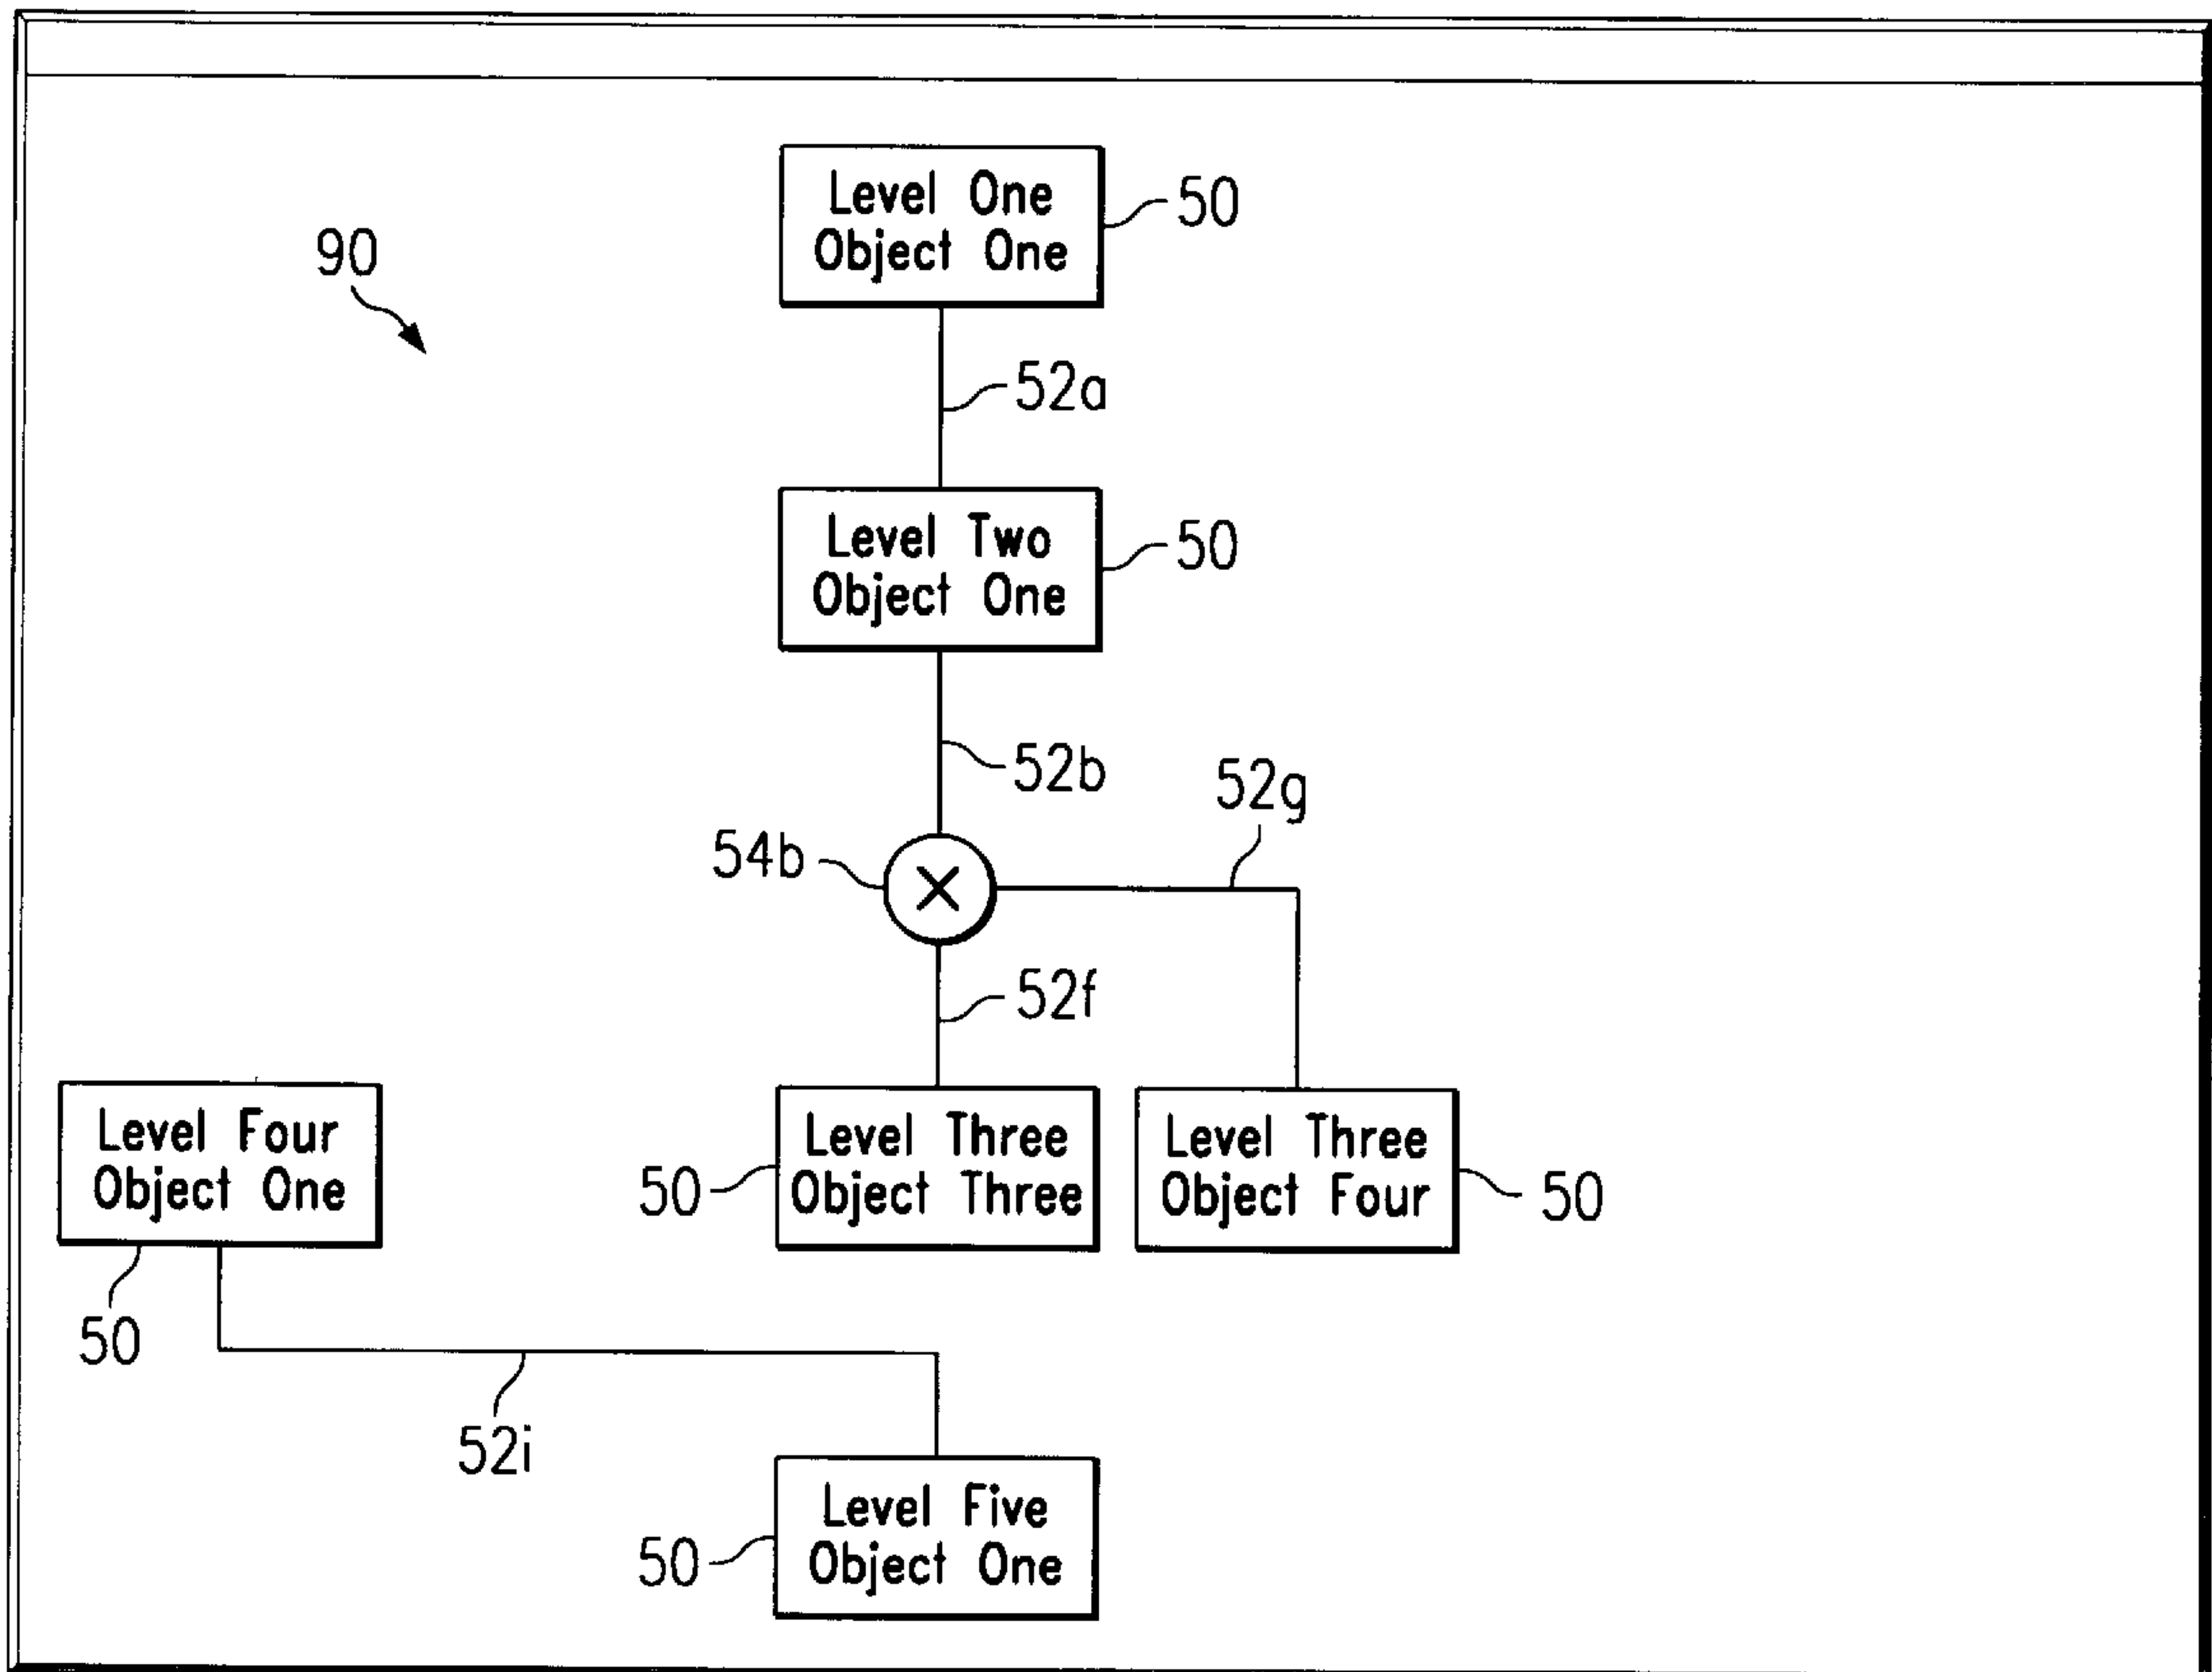 Level One
Object One
50
90
52a
Level Two
Object One
50
52b
52g
54b
52f
Level Four
Object One
50
Level Three
Object Three
50
Level Three
Object Four
50
52i
Level Five
Object One
50